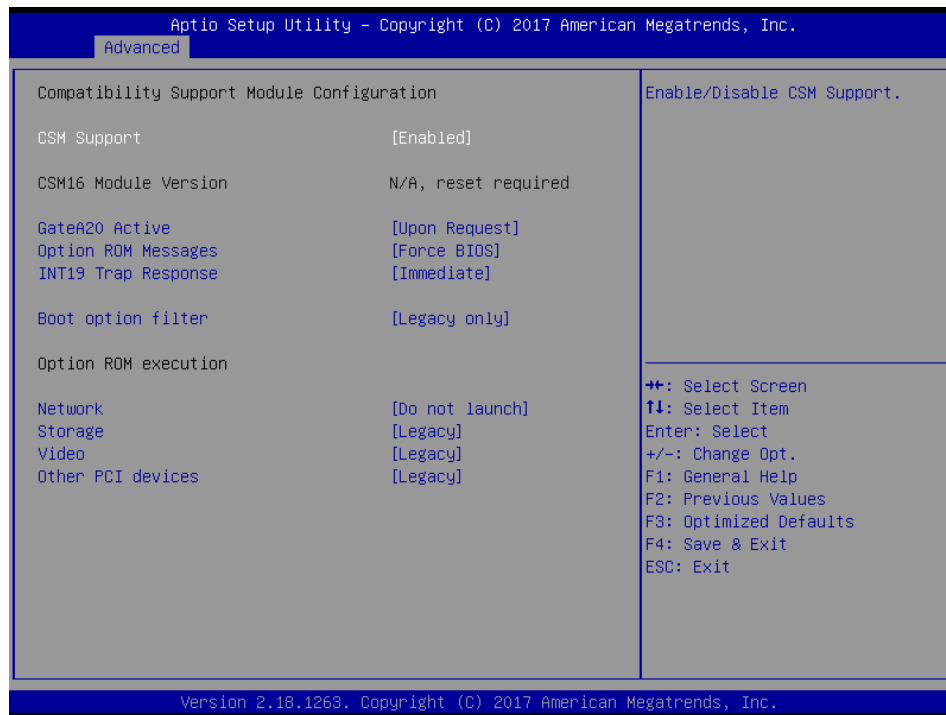 Aptio Setup Utility – Copyright (C) 2017 American Megatrends, Inc.
Advanced
Compatibility Support Module Configuration
CSM Support [Enabled]
CSM16 Module Version N/A, reset required
GateA20 Active [Upon Request]
Option ROM Messages [Force BIOS]
INT19 Trap Response [Immediate]
Boot option filter [Legacy only]
Option ROM execution
Network [Do not launch]
Storage [Legacy]
Video [Legacy]
Other PCI devices [Legacy]
Enable/Disable CSM Support.
→←: Select Screen
↑↓: Select Item
Enter: Select
+/-: Change Opt.
F1: General Help
F2: Previous Values
F3: Optimized Defaults
F4: Save & Exit
ESC: Exit
Version 2.18.1263. Copyright (C) 2017 American Megatrends, Inc.